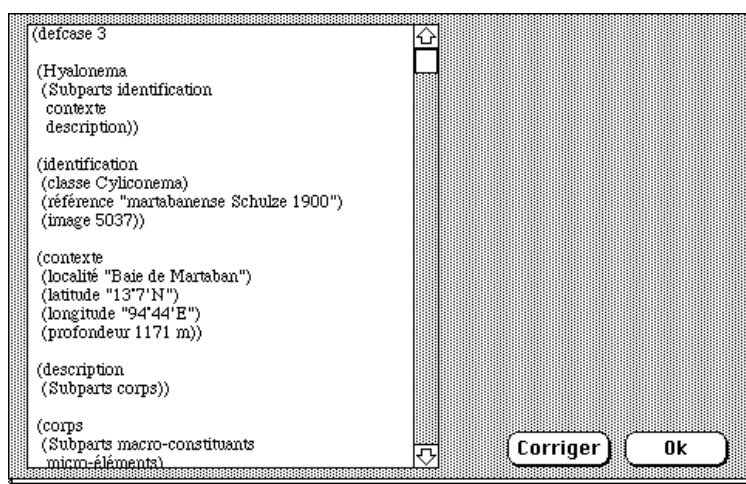 (defcase 3
(Hyalonema
(Subparts identification
contexte
description))
(identification
(classe Cyliconema)
(référence "martabanense Schulze 1900")
(image 5037))
(contexte
(localité "Baie de Martaban")
(latitude "13°7'N")
(longitude "94°44'E")
(profondeur 1171 m))
(description
(Subparts corps))
(corps
(Subparts macro-constituants
micro-éléments)
Corriger
Ok